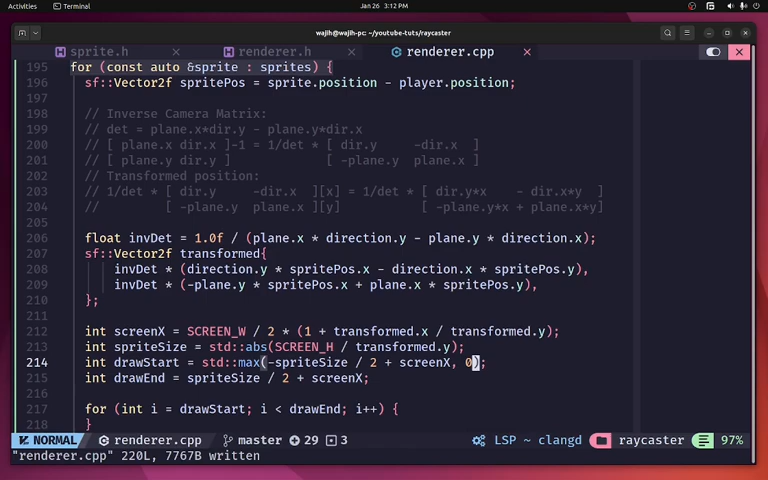 Activities Terminal Jan 26 3:12 PM
wajih@wajih-pc:~/youtube-tuts/raycaster
sprite.h × renderer.h × renderer.cpp ×
195 for (const auto &sprite : sprites) {
196 sf::Vector2f spritePos = sprite.position - player.position;
197
198 // Inverse Camera Matrix:
199 // det = plane.x*dir.y - plane.y*dir.x
200 // [ plane.x dir.x ]-1 = 1/det * [ dir.y -dir.x ]
201 // [ plane.y dir.y ] [ -plane.y plane.x ]
202 // Transformed position:
203 // 1/det * [ dir.y -dir.x ][x] = 1/det * [ dir.y*x - dir.x*y ]
204 // [ -plane.y plane.x ][y] [ -plane.y*x + plane.x*y]
205
206 float invDet = 1.0f / (plane.x * direction.y - plane.y * direction.x);
207 sf::Vector2f transformed{
208 invDet * (direction.y * spritePos.x - direction.x * spritePos.y),
209 invDet * (-plane.y * spritePos.x + plane.x * spritePos.y),
210 };
211
212 int screenX = SCREEN_W / 2 * (1 + transformed.x / transformed.y);
213 int spriteSize = std::abs(SCREEN_H / transformed.y);
214 int drawStart = std::max(-spriteSize / 2 + screenX, 0);
215 int drawEnd = spriteSize / 2 + screenX;
216
217 for (int i = drawStart; i < drawEnd; i++) {
218 }
NORMAL renderer.cpp master 29 3 LSP ~ clangd raycaster 97%
"renderer.cpp" 220L, 7767B written